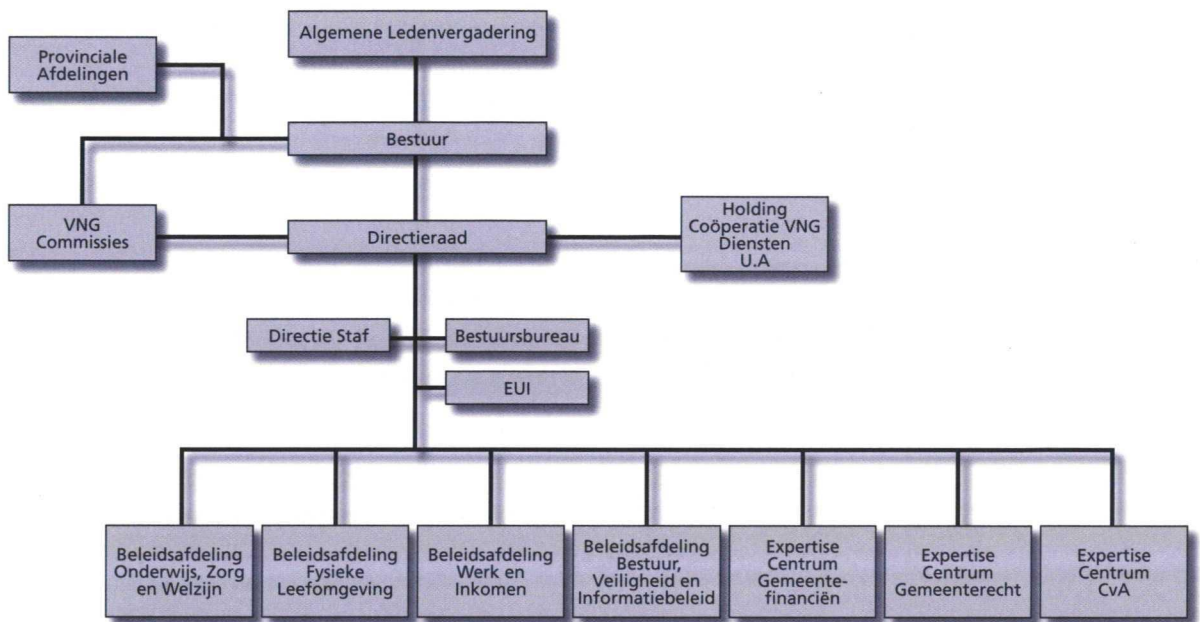 Algemene Ledenvergadering
Provinciale
Afdelingen
Bestuur
VNG
Commissies
Directieraad
Holding
Coöperatie VNG
Diensten
U.A
Directie Staf
Bestuursbureau
EUI
Beleidsafdeling
Onderwijs, Zorg
en Welzijn
Beleidsafdeling
Fysieke
Leefomgeving
Beleidsafdeling
Werk en
Inkomen
Beleidsafdeling
Bestuur,
Veiligheid en
Informatiebeleid
Expertise
Centrum
Gemeente-
financiën
Expertise
Centrum
Gemeenterecht
Expertise
Centrum
CvA